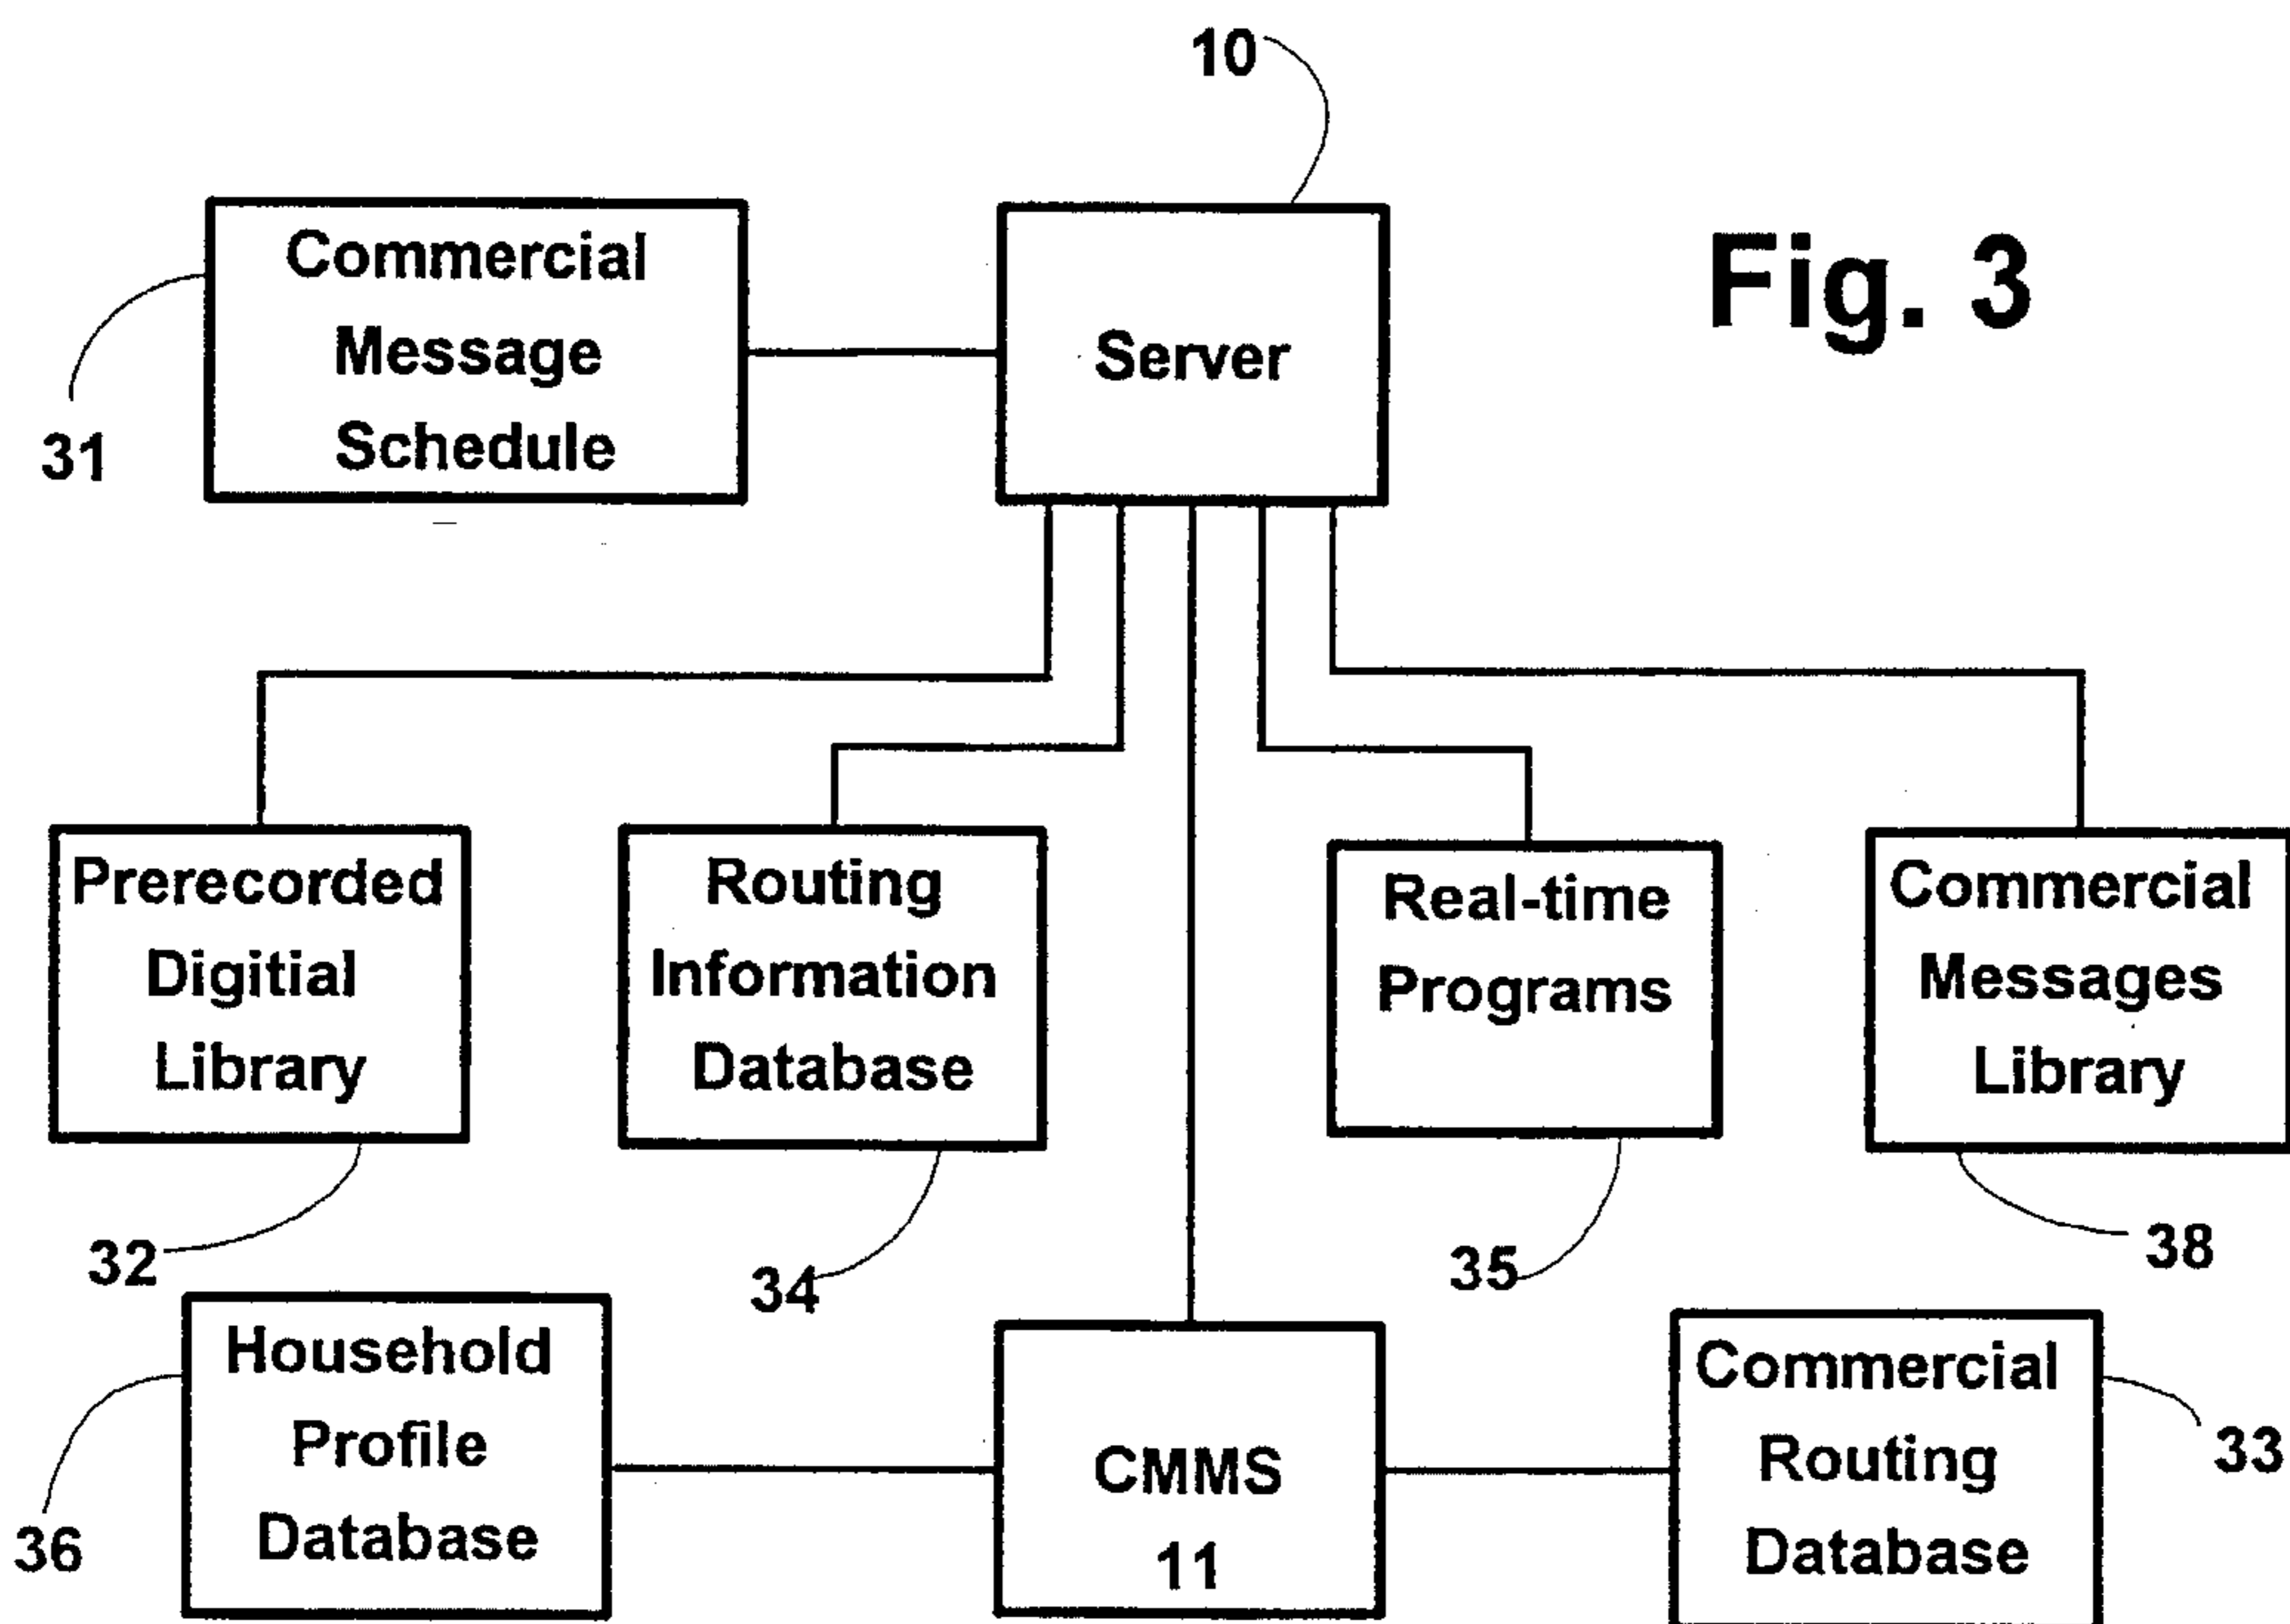 10
Commercial
Message
Schedule
31
Server
Fig. 3
Prerecorded
Digitial
Library
32
Routing
Information
Database
34
Real-time
Programs
35
Commercial
Messages
Library
38
Household
Profile
Database
36
CMMS
11
Commercial
Routing
Database
33